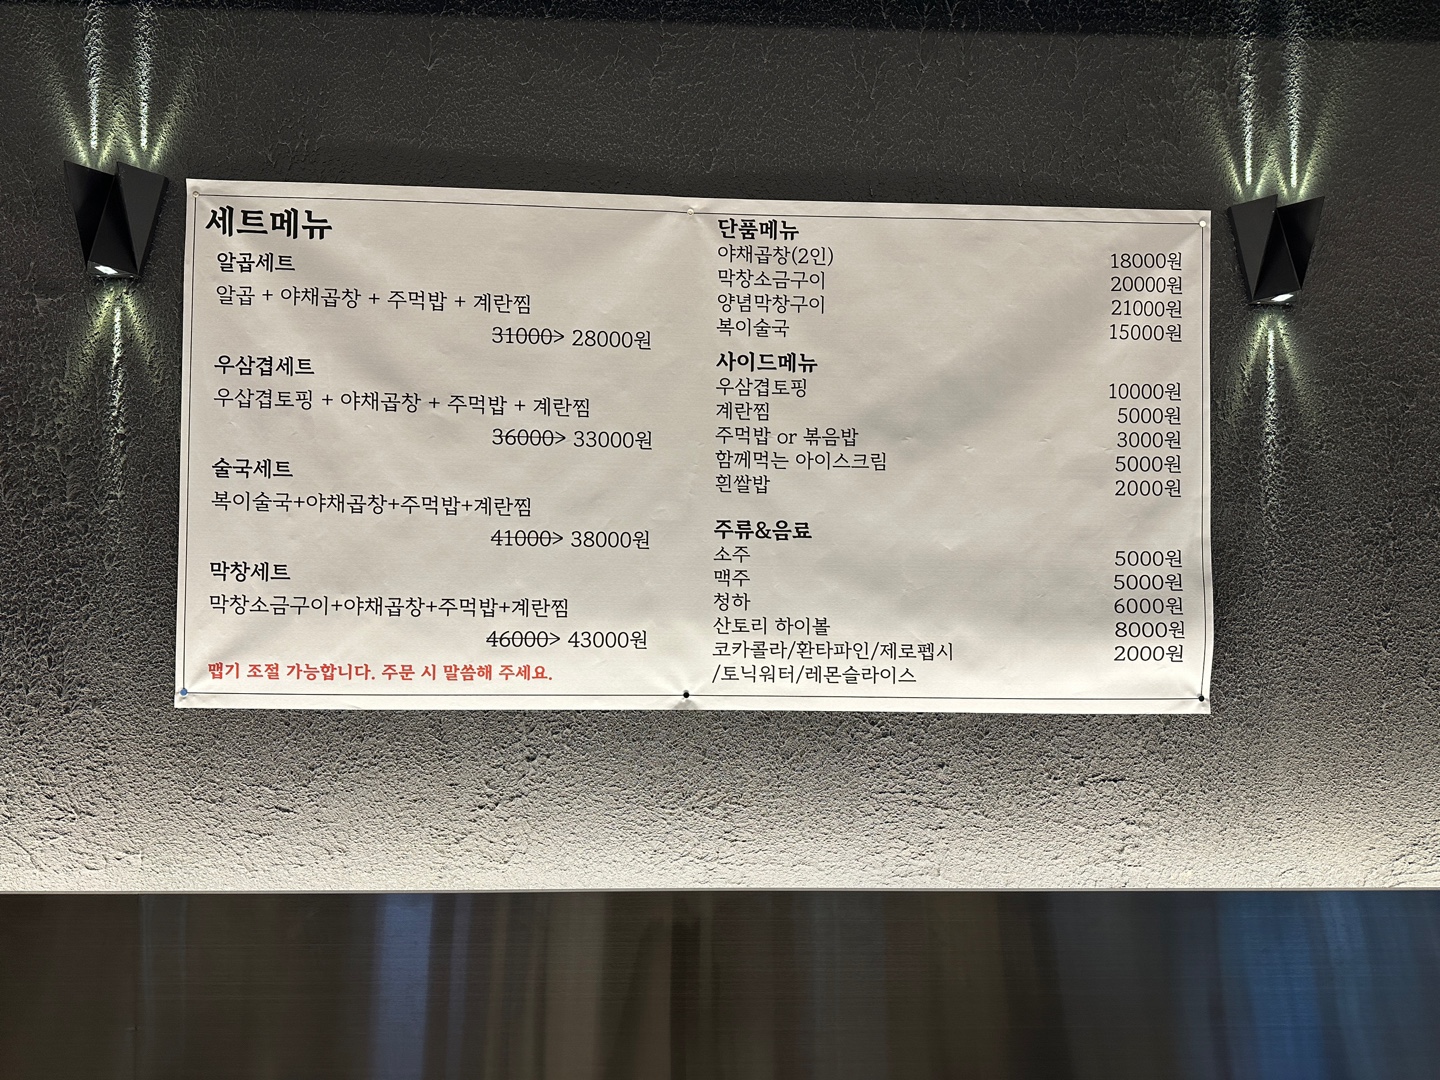 세트메뉴
알곱세트
알곱 + 야채곱창 + 주먹밥 + 계란찜
31000> 28000원
우삼겹세트
우삽겹토핑 + 야채곱창 + 주먹밥 + 계란찜
36000> 33000원
술국세트
복이술국+야채곱창+주먹밥+계란찜
41000> 38000원
막창세트
막창소금구이+야채곱창+주먹밥+계란찜
46000> 43000원
맵기 조절 가능합니다. 주문 시 말씀해 주세요.
단품메뉴
야채곱창(2인) 18000원
막창소금구이 20000원
양념막창구이 21000원
복이술국 15000원
사이드메뉴
우삼겹토핑 10000원
계란찜 5000원
주먹밥 or 볶음밥 3000원
함께먹는 아이스크림 5000원
흰쌀밥 2000원
주류&음료
소주 5000원
맥주 5000원
청하 6000원
산토리 하이볼 8000원
코카콜라/환타파인/제로펩시 2000원
/토닉워터/레몬슬라이스